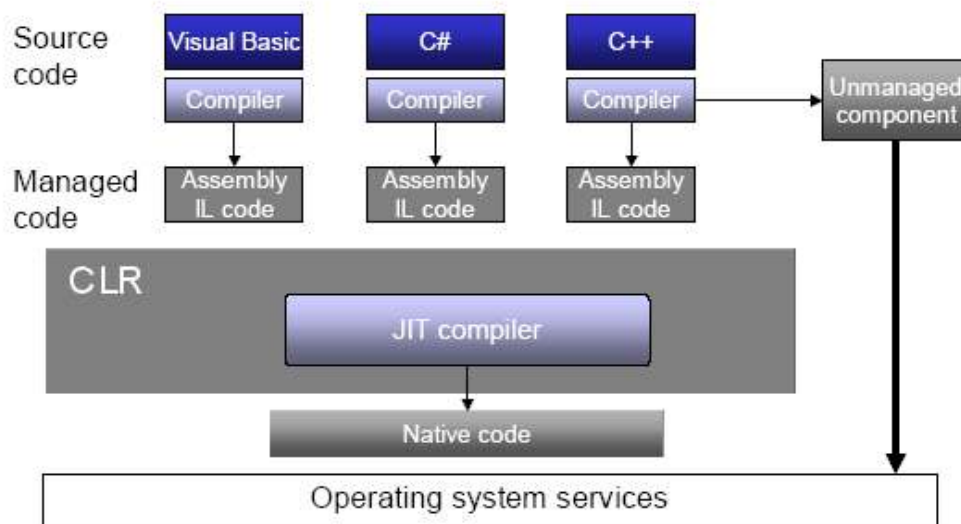 Source
code
Visual Basic
C#
C++
Compiler
Compiler
Compiler
Unmanaged
component
Managed
code
Assembly
IL code
Assembly
IL code
Assembly
IL code
CLR
JIT compiler
Native code
Operating system services